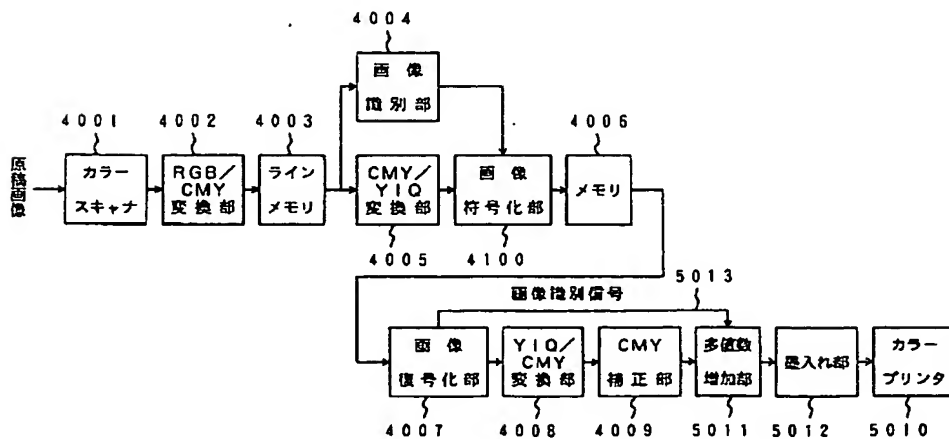 4004
画像
識別部
4001
4002
4003
4006
原稿画像
カラー
スキャナ
RGB/
CMY
変換部
ライン
メモリ
CMY/
YIQ
変換部
画像
符号化部
メモリ
4005
4100
5013
画像識別信号
画像
復号化部
YIQ/
CMY
変換部
CMY
補正部
多値数
増加部
墨入れ部
カラー
プリンタ
4007
4008
4009
5011
5012
5010